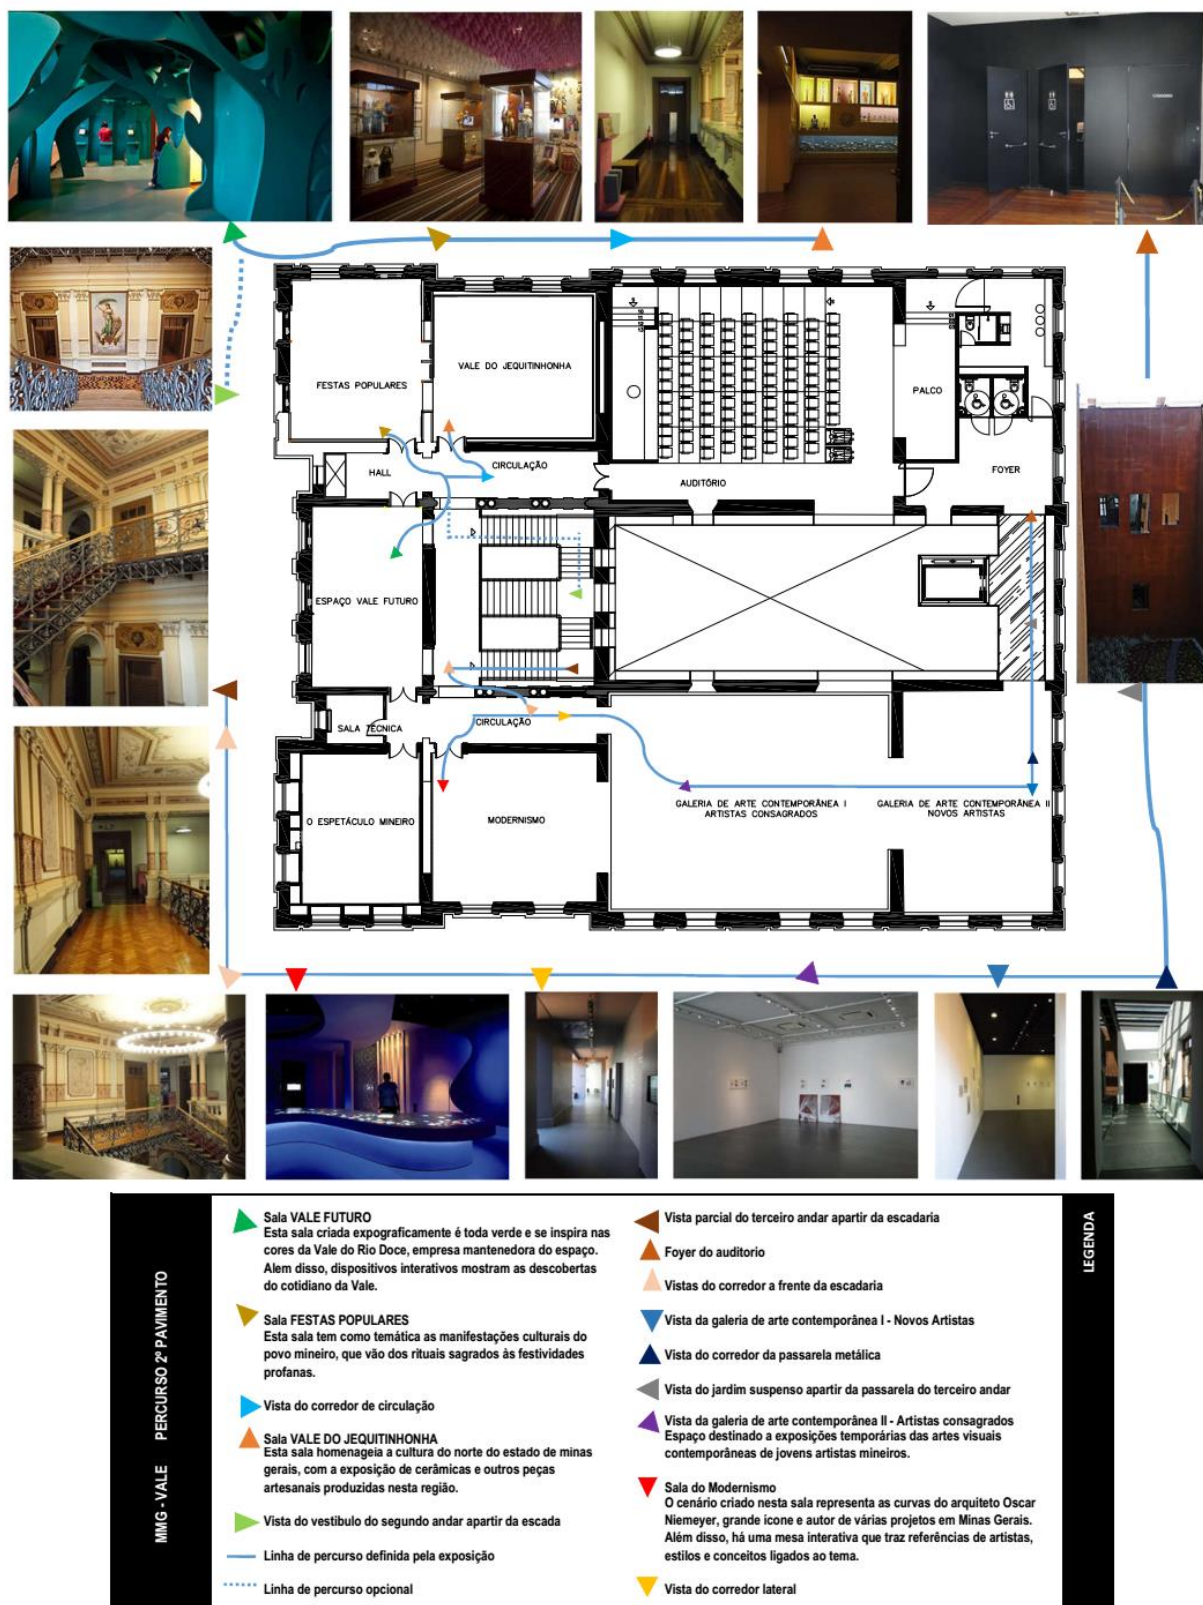 FESTAS POPULARES
VALE DO JEQUITINHONHA
PALCO
HALL
CIRCULAÇÃO
AUDITÓRIO
FOYER
ESPAÇO VALE FUTURO
SALA TÉCNICA
CIRCULAÇÃO
O ESPETÁCULO MINEIRO
MODERNISMO
GALERIA DE ARTE CONTEMPORÂNEA I
ARTISTAS CONSAGRADOS
GALERIA DE ARTE CONTEMPORÂNEA II
NOVOS ARTISTAS
MMG - VALE PERCURSO 2º PAVIMENTO
Sala VALE FUTURO
Esta sala criada expograficamente é toda verde e se inspira nas
cores da Vale do Rio Doce, empresa mantenedora do espaço.
Alem disso, dispositivos interativos mostram as descobertas
do cotidiano da Vale.
Sala FESTAS POPULARES
Esta sala tem como temática as manifestações culturais do
povo mineiro, que vão dos rituais sagrados às festividades
profanas.
Vista do corredor de circulação
Sala VALE DO JEQUITINHONHA
Esta sala homenageia a cultura do norte do estado de minas
gerais, com a exposição de cerâmicas e outros peças
artesanais produzidas nesta região.
Vista do vestibulo do segundo andar apartir da escada
Linha de percurso definida pela exposição
Linha de percurso opcional
Vista parcial do terceiro andar apartir da escadaria
Foyer do auditorio
Vistas do corredor a frente da escadaria
Vista da galeria de arte contemporânea I - Novos Artistas
Vista do corredor da passarela metálica
Vista do jardim suspenso apartir da passarela do terceiro andar
Vista da galeria de arte contemporânea II - Artistas consagrados
Espaço destinado a exposições temporárias das artes visuais
contemporâneas de jovens artistas mineiros.
Sala do Modernismo
O cenário criado nesta sala representa as curvas do arquiteto Oscar
Niemeyer, grande ícone e autor de várias projetos em Minas Gerais.
Além disso, há uma mesa interativa que traz referências de artistas,
estilos e conceitos ligados ao tema.
Vista do corredor lateral
LEGENDA